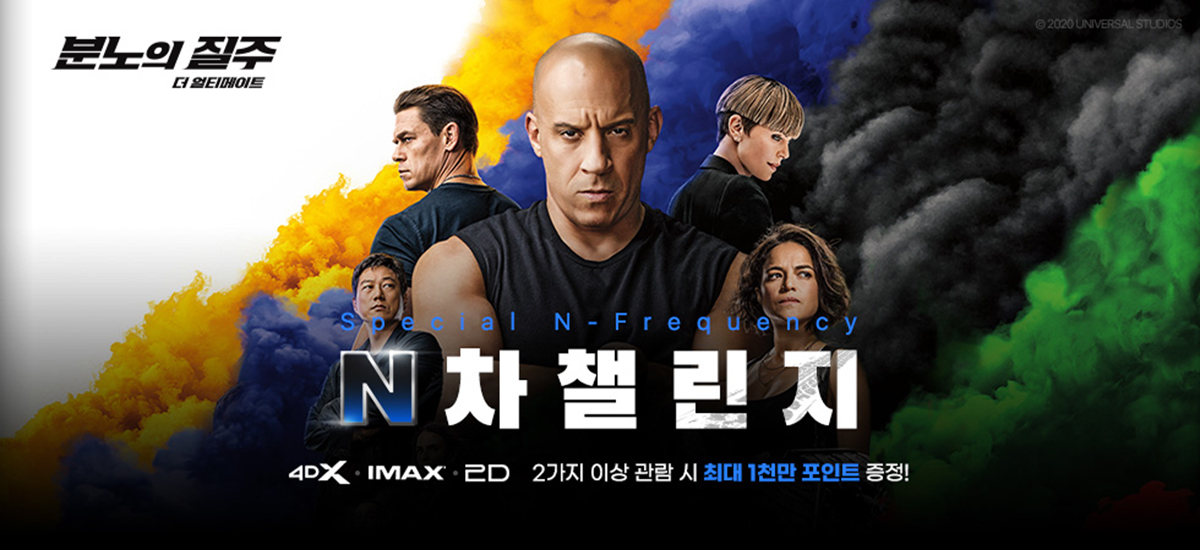 분노의 질주
더 얼티메이트
© 2020 UNIVERSAL STUDIOS
Special N-Frequency
N차챌린지
4DX · IMAX · 2D 2가지 이상 관람 시 최대 1천만 포인트 증정!